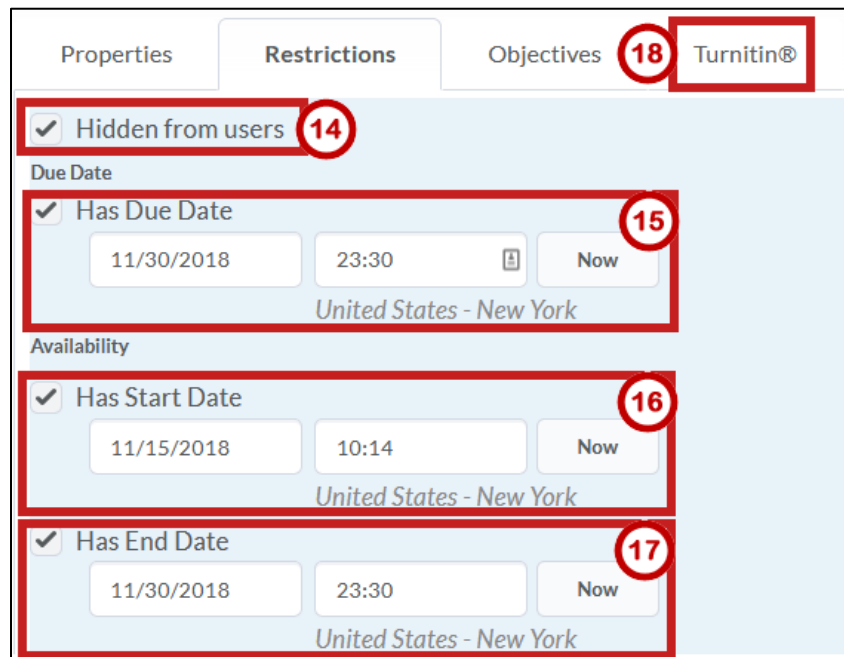 Properties Restrictions Objectives 18 Turnitin®
Hidden from users 14
Due Date
Has Due Date 15
11/30/2018 23:30 Now
United States - New York
Availability
Has Start Date 16
11/15/2018 10:14 Now
United States - New York
Has End Date 17
11/30/2018 23:30 Now
United States - New York